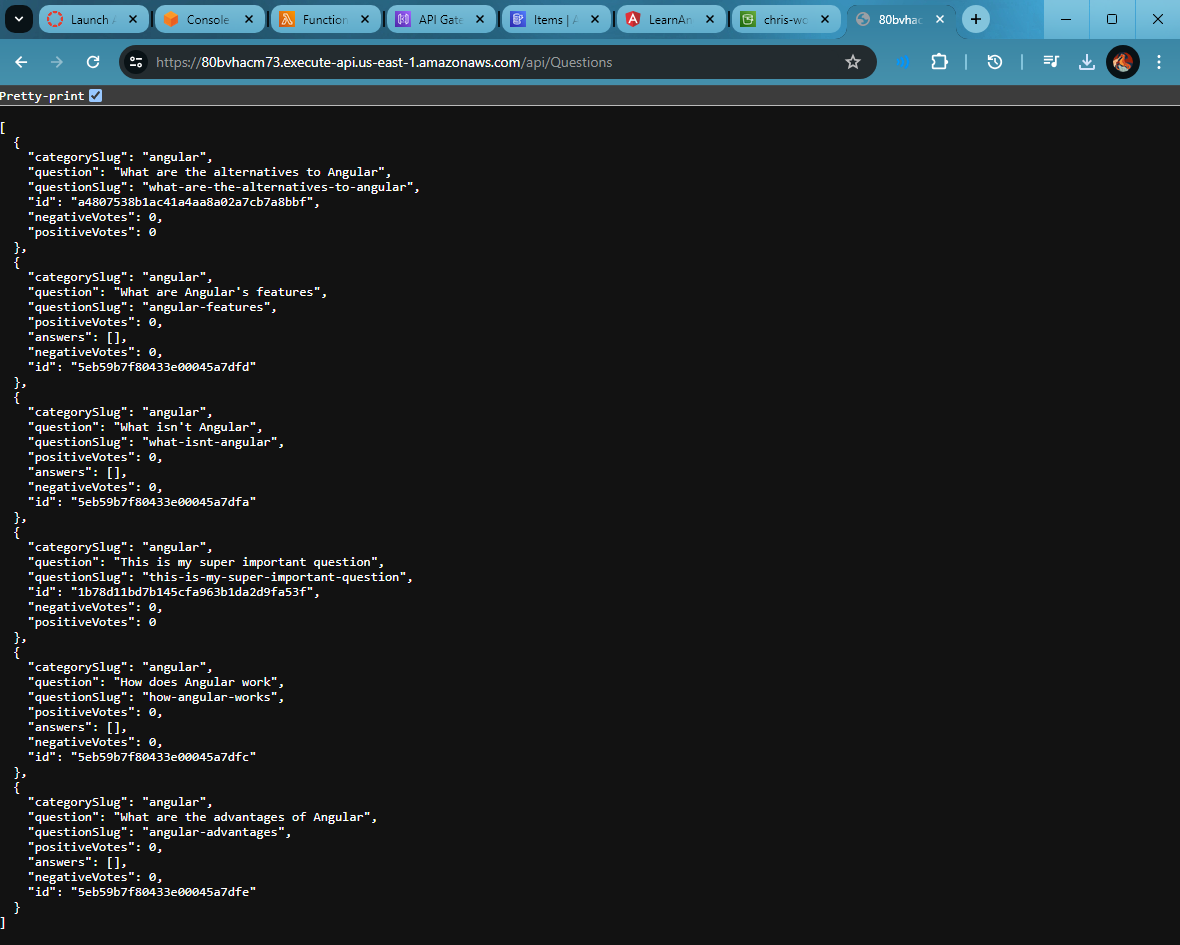 Launch
Console
Function
API Gate
Items |
LearnAn
chris-wo
80bvhac
https://80bvhacm73.execute-api.us-east-1.amazonaws.com/api/Questions
Pretty-print
[
  {
    "categorySlug": "angular",
    "question": "What are the alternatives to Angular",
    "questionSlug": "what-are-the-alternatives-to-angular",
    "id": "a4807538b1ac41a4aa8a02a7cb7a8bbf",
    "negativeVotes": 0,
    "positiveVotes": 0
  },
  {
    "categorySlug": "angular",
    "question": "What are Angular's features",
    "questionSlug": "angular-features",
    "positiveVotes": 0,
    "answers": [],
    "negativeVotes": 0,
    "id": "5eb59b7f80433e00045a7dfd"
  },
  {
    "categorySlug": "angular",
    "question": "What isn't Angular",
    "questionSlug": "what-isnt-angular",
    "positiveVotes": 0,
    "answers": [],
    "negativeVotes": 0,
    "id": "5eb59b7f80433e00045a7dfa"
  },
  {
    "categorySlug": "angular",
    "question": "This is my super important question",
    "questionSlug": "this-is-my-super-important-question",
    "id": "1b78d11bd7b145cfa963b1da2d9fa53f",
    "negativeVotes": 0,
    "positiveVotes": 0
  },
  {
    "categorySlug": "angular",
    "question": "How does Angular work",
    "questionSlug": "how-angular-works",
    "positiveVotes": 0,
    "answers": [],
    "negativeVotes": 0,
    "id": "5eb59b7f80433e00045a7dfc"
  },
  {
    "categorySlug": "angular",
    "question": "What are the advantages of Angular",
    "questionSlug": "angular-advantages",
    "positiveVotes": 0,
    "answers": [],
    "negativeVotes": 0,
    "id": "5eb59b7f80433e00045a7dfe"
  }
]